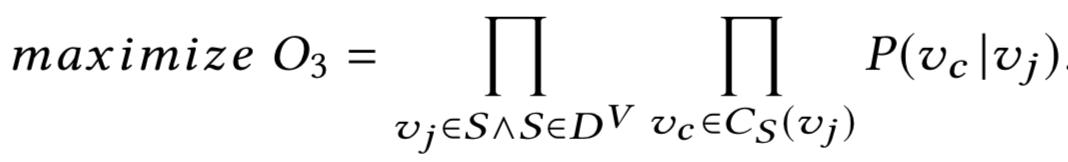 maximize O₃ = ∏_{v_j∈S∧S∈D^V} ∏_{v_c∈C_S(v_j)} P(v_c|v_j).